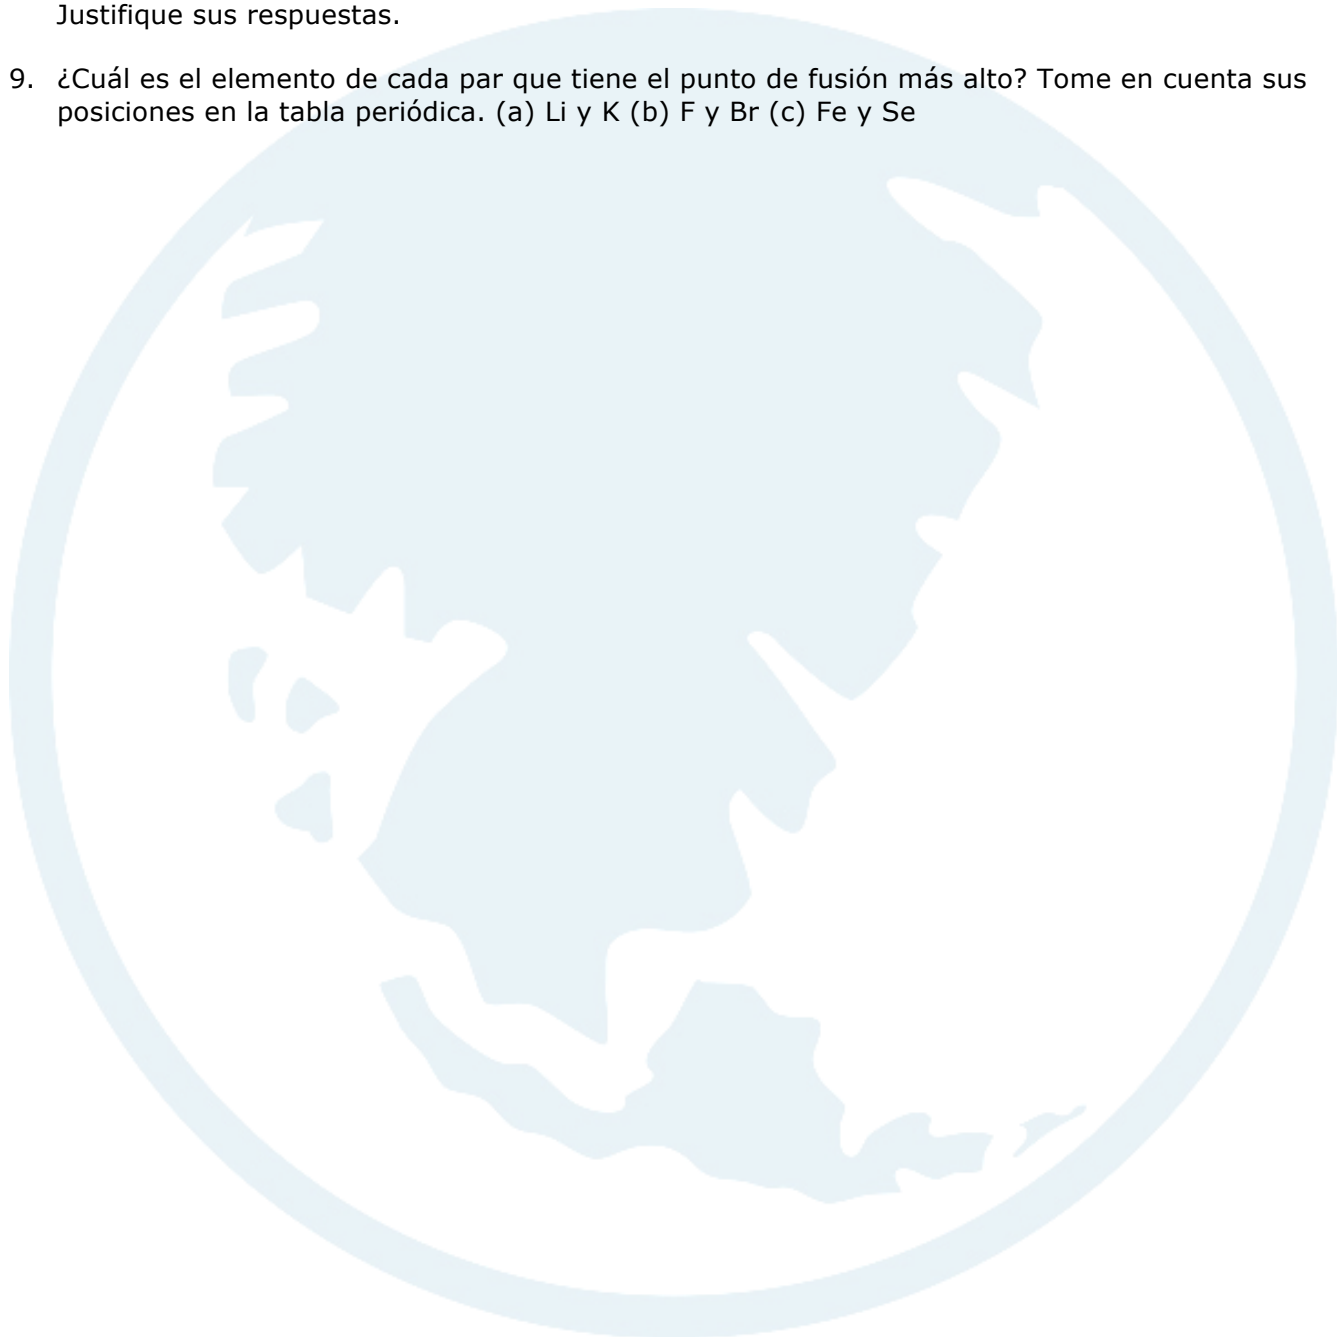 Justifique sus respuestas.
9. ¿Cuál es el elemento de cada par que tiene el punto de fusión más alto? Tome en cuenta sus
posiciones en la tabla periódica. (a) Li y K (b) F y Br (c) Fe y Se